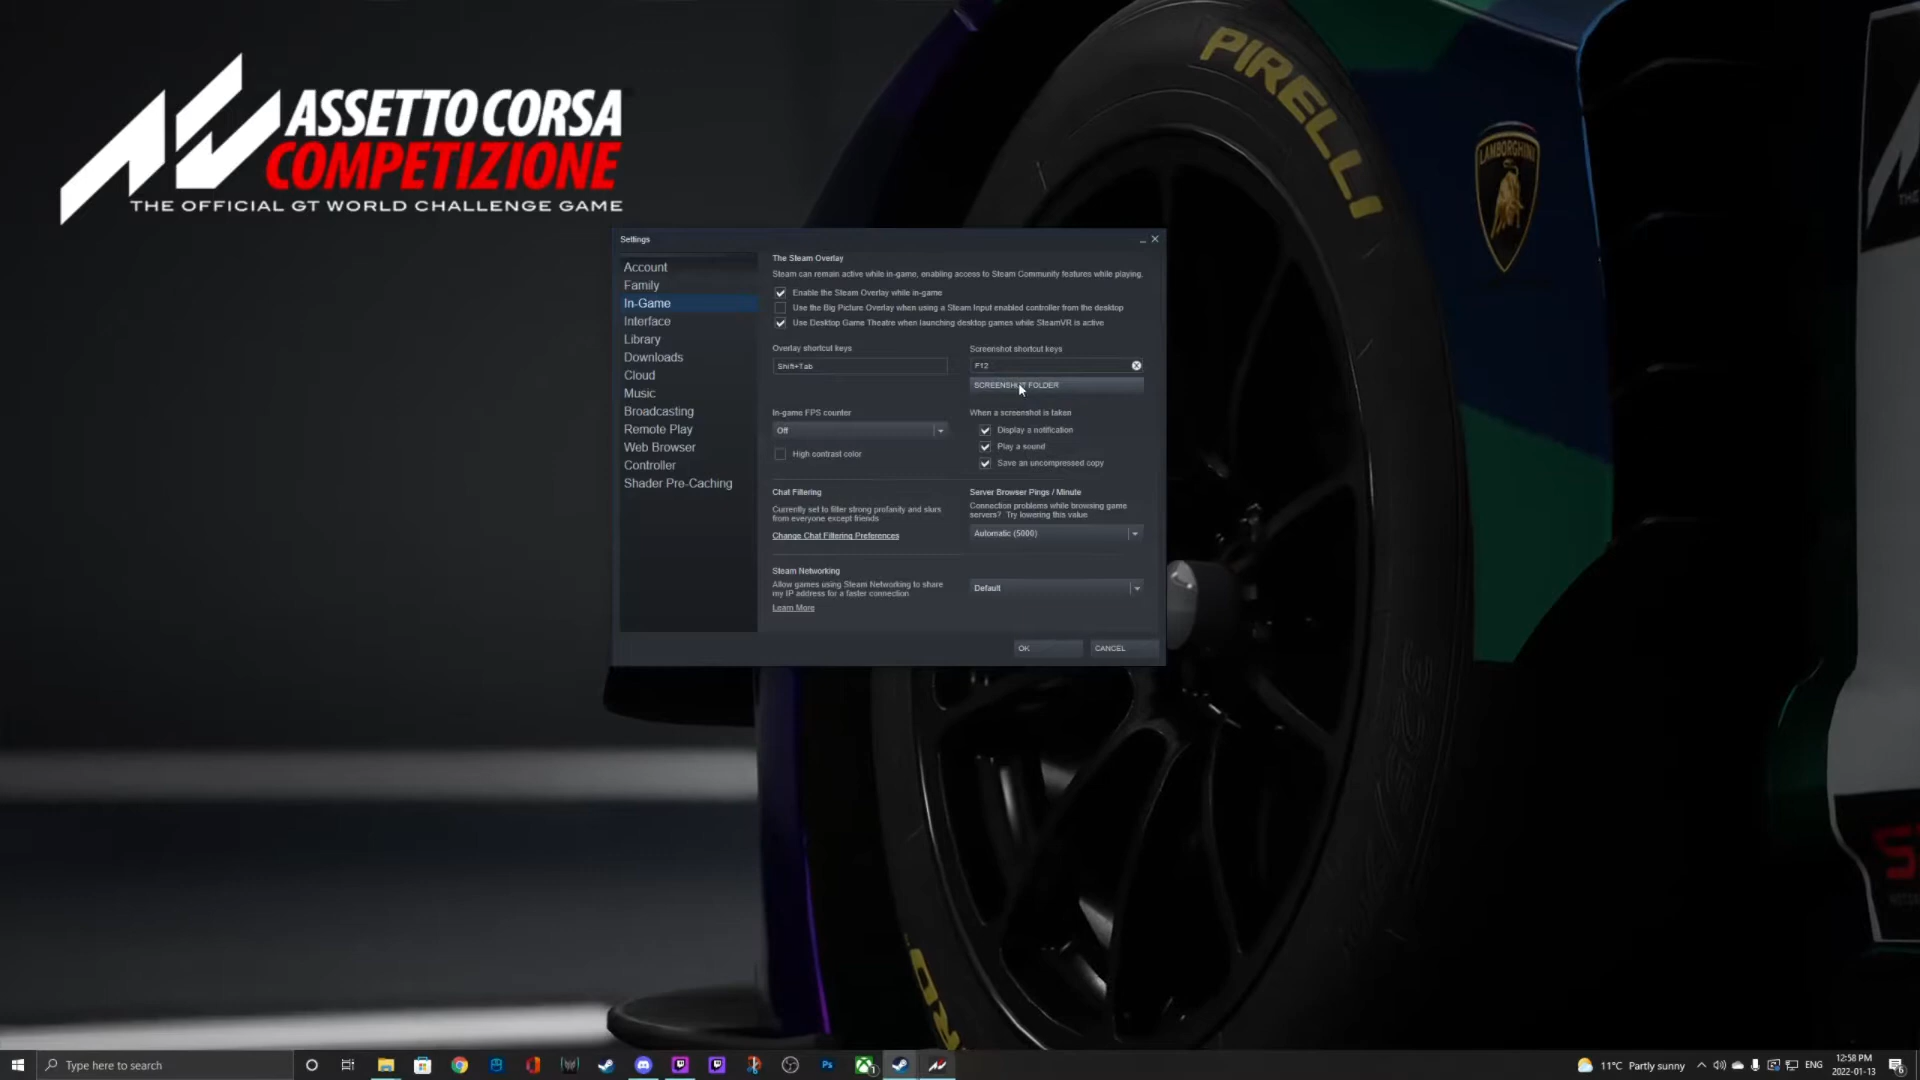 PIRELLI
LAMBORGHINI
ASSETTO CORSA
COMPETIZIONE
THE OFFICIAL GT WORLD CHALLENGE GAME
Settings
Account
Family
In-Game
Interface
Library
Downloads
Cloud
Music
Broadcasting
Remote Play
Web Browser
Controller
Shader Pre-Caching
The Steam Overlay
Steam can remain active while in-game, enabling access to Steam Community features while playing.
Enable the Steam Overlay while in-game
Use the Big Picture Overlay when using a Steam Input enabled controller from the desktop
Use Desktop Game Theatre when launching desktop games while SteamVR is active
Overlay shortcut keys
Shift+Tab
Screenshot shortcut keys
F12
SCREENSHOT FOLDER
In-game FPS counter
Off
High contrast color
When a screenshot is taken
Display a notification
Play a sound
Save an uncompressed copy
Chat Filtering
Currently set to filter strong profanity and slurs
from everyone except friends
Change Chat Filtering Preferences
Server Browser Pings / Minute
Connection problems while browsing game
servers? Try lowering this value
Automatic (5000)
Steam Networking
Allow games using Steam Networking to share
my IP address for a faster connection
Learn More
Default
OK
CANCEL
Type here to search
Ps
1
11°C Partly sunny
ENG
12:58 PM
2022-01-13
6